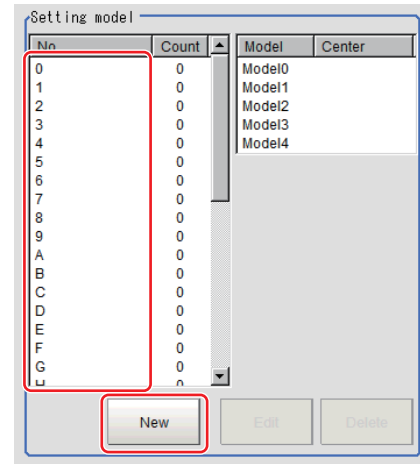 Setting model
No. Count Model Center
0 0 Model0
1 0 Model1
2 0 Model2
3 0 Model3
4 0 Model4
5 0
6 0
7 0
8 0
9 0
A 0
B 0
C 0
D 0
E 0
F 0
G 0
H 0
New Edit Delete